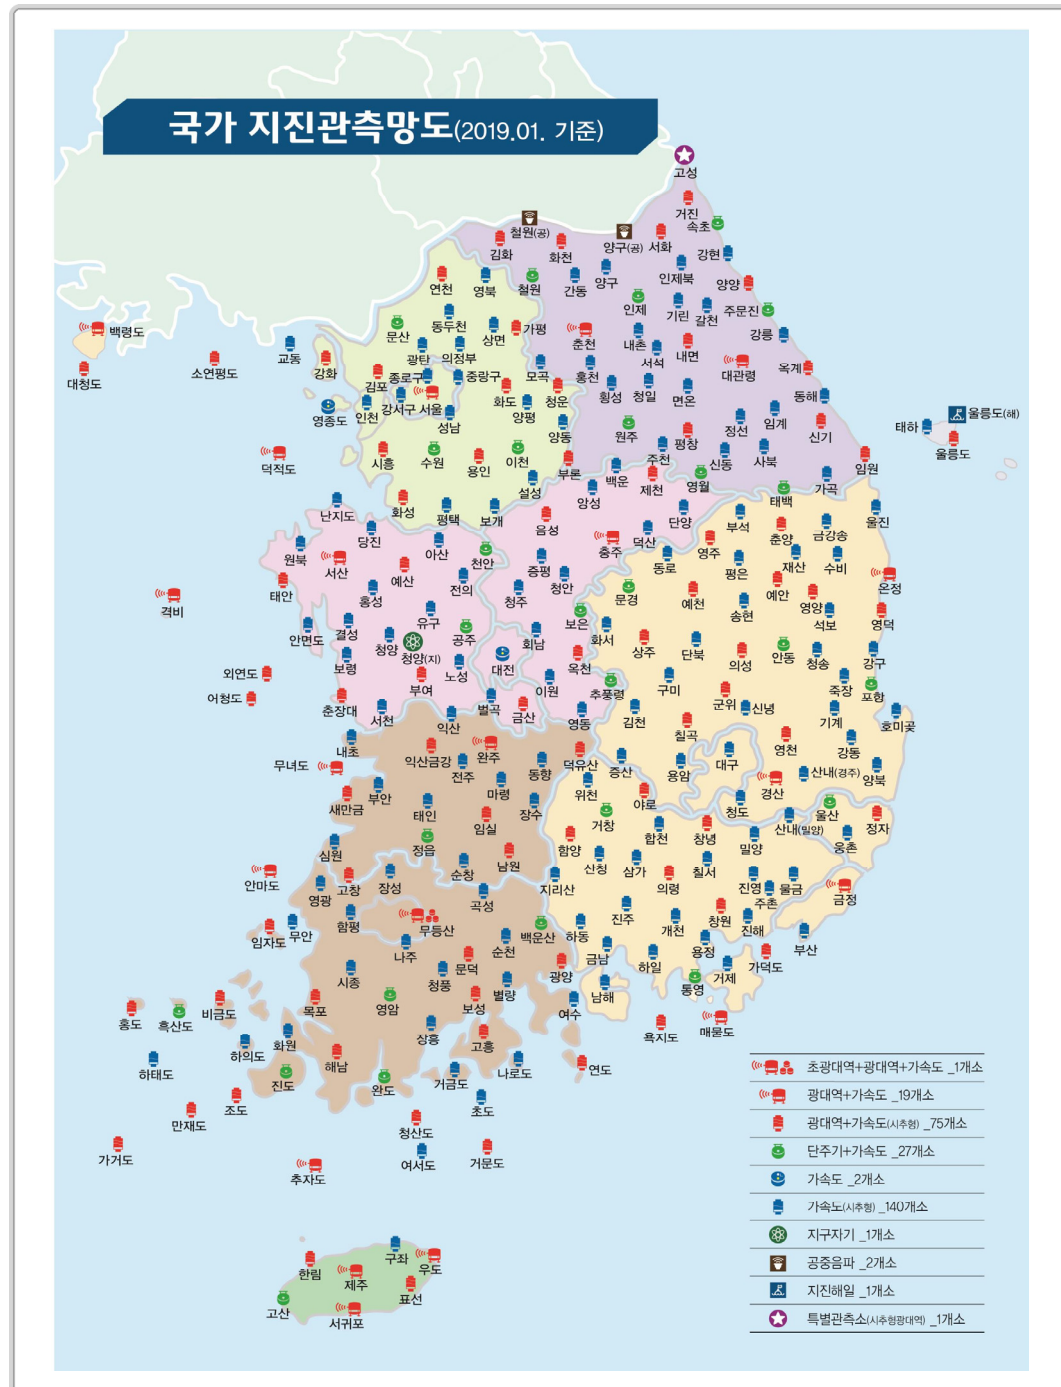 국가 지진관측망도(2019.01. 기준)
고성
거진
속초
철원(공)
양구(공)
서화
김화
화천
강현
연천
영북
철원
간동
양구
인제북
양양
인제
기린
갈천
주문진
동두천
문산
상면
가평
춘천
내촌
강릉
백령도
광탄
의정부
서석
내면
대청도
소연평도
교동
강화
김포
종로구
중랑구
모곡
홍천
대관령
옥계
횡성
청일
면온
동해
영종도
인천
강서구
서울
화도
청운
양평
성남
정선
임계
신기
태하
울릉도(해)
울릉도
양동
원주
평창
주천
덕적도
시흥
수원
용인
이천
부론
신동
사북
임원
설성
백운
제천
영월
가곡
앙성
태백
난지도
화성
평택
보개
음성
단양
부석
울진
당진
춘양
금강송
원북
아산
천안
충주
덕산
영주
서산
예산
증평
동로
평은
재산
수비
태안
홍성
전의
청주
청안
문경
예천
예안
온정
격비
송현
영양
석보
영덕
유구
보은
안면도
결성
청양
공주
회남
화서
청양(지)
상주
단북
의성
안동
청송
강구
보령
노성
대전
옥천
외연도
부여
이원
추풍령
구미
죽장
포항
어청도
춘장대
서천
벌곡
금산
영동
김천
군위
신녕
기계
호미곶
익산
칠곡
내초
익산금강
완주
영천
강동
무녀도
전주
동향
덕유산
증산
용암
대구
산내(경주)
양북
부안
마령
위천
경산
새만금
태인
장수
야로
청도
울산
임실
거창
산내(밀양)
정자
정읍
합천
창녕
밀양
웅촌
심원
순창
남원
함양
산청
삼가
칠서
안마도
고창
장성
지리산
의령
진영
물금
영광
곡성
주촌
금정
함평
무등산
진주
창원
임자도
무안
백운산
하동
개천
진해
나주
순천
용정
부산
금남
하일
거제
가덕도
시종
청풍
문덕
광양
별량
남해
통영
홍도
흑산도
비금도
목포
영암
보성
여수
욕지도
매물도
하의도
화원
장흥
고흥
하태도
해남
진도
완도
거금도
나로도
연도
조도
만재도
초도
청산도
가거도
여서도
거문도
추자도
구좌
한림
제주
우도
표선
고산
서귀포
초광대역+광대역+가속도 _1개소
광대역+가속도 _19개소
광대역+가속도(시추형) _75개소
단주기+가속도 _27개소
가속도 _2개소
가속도(시추형) _140개소
지구자기 _1개소
공중음파 _2개소
지진해일 _1개소
특별관측소(시추형광대역) _1개소